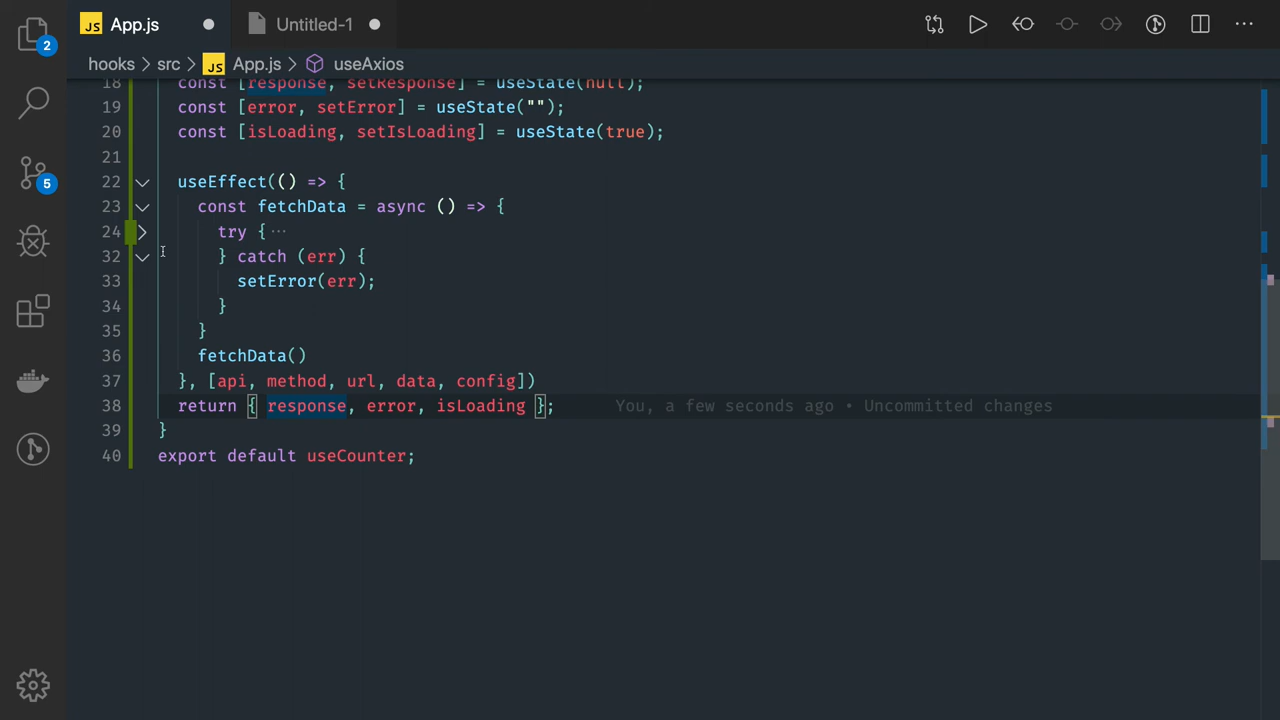 JS App.js
Untitled-1
hooks > src > JS App.js > useAxios
18 const [response, setResponse] = useState(null);
19 const [error, setError] = useState("");
20 const [isLoading, setIsLoading] = useState(true);
21
22 useEffect(() => {
23 const fetchData = async () => {
24 try {···
32 } catch (err) {
33 setError(err);
34 }
35 }
36 fetchData()
37 }, [api, method, url, data, config])
38 return { response, error, isLoading }; You, a few seconds ago • Uncommitted changes
39 }
40 export default useCounter;
2
5